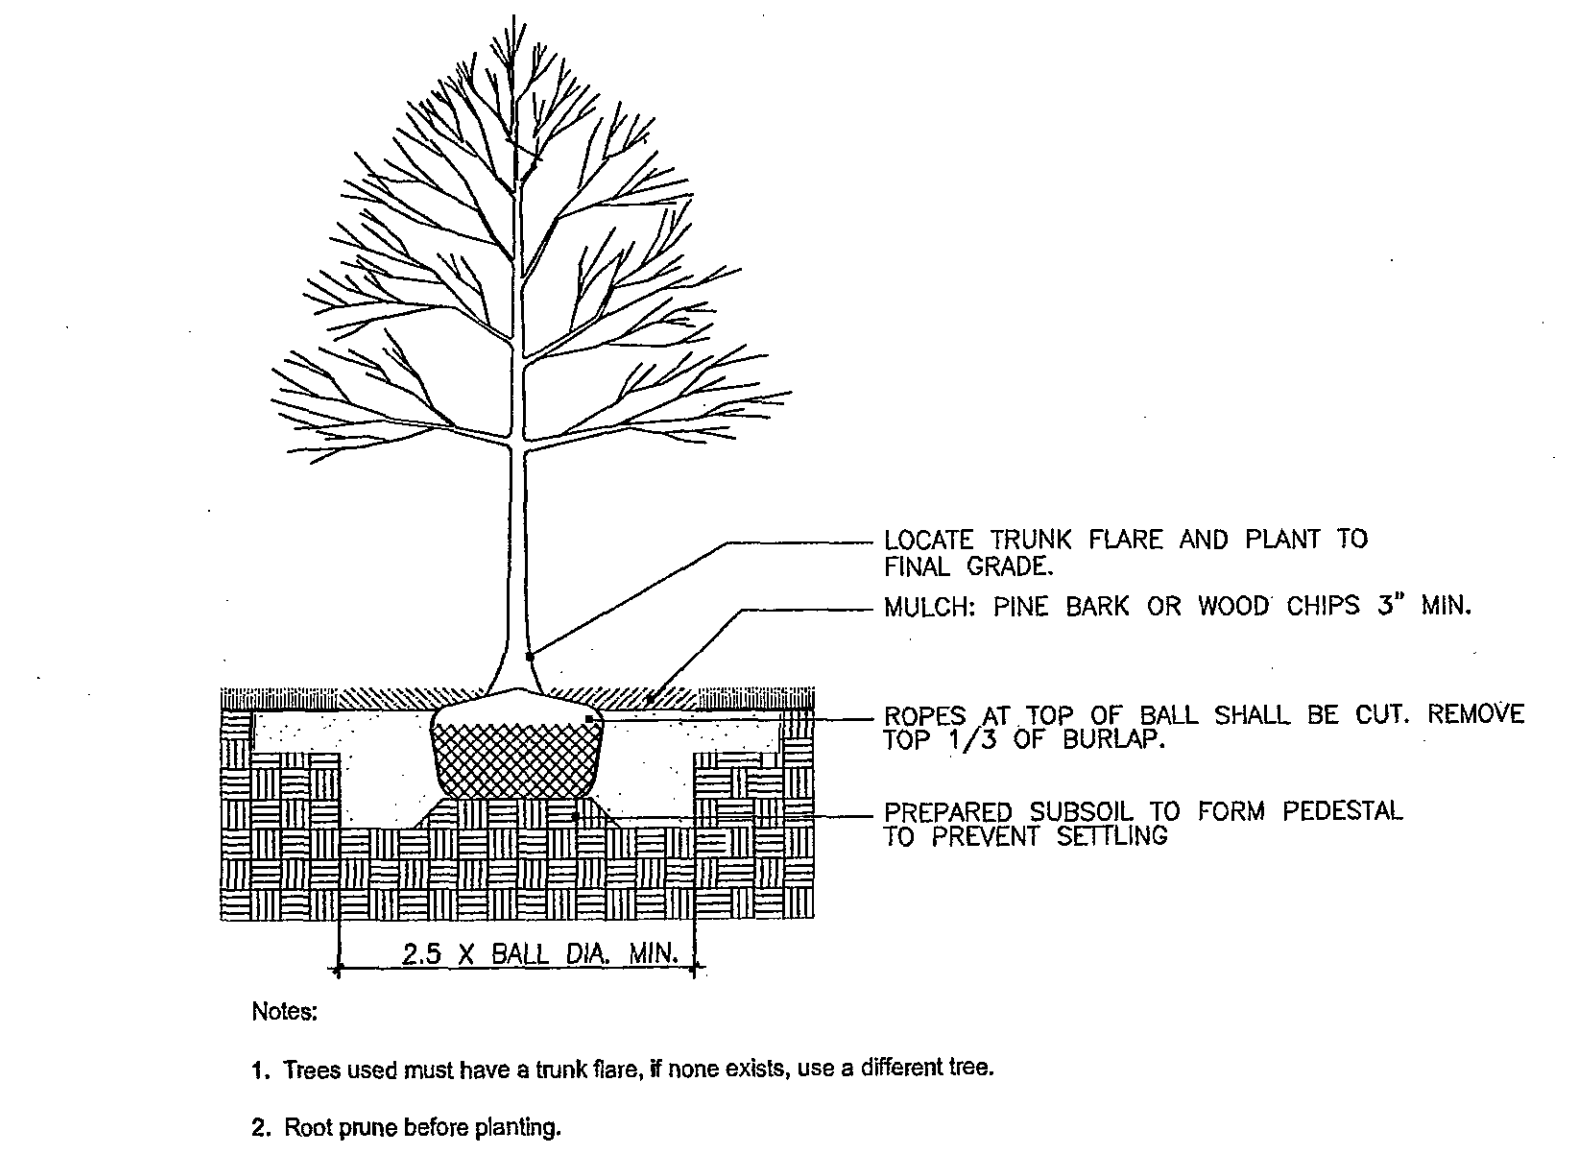 LOCATE TRUNK FLARE AND PLANT TO
FINAL GRADE.
MULCH: PINE BARK OR WOOD CHIPS 3" MIN.
ROPES AT TOP OF BALL SHALL BE CUT. REMOVE
TOP 1/3 OF BURLAP.
PREPARED SUBSOIL TO FORM PEDESTAL
TO PREVENT SETTLING
2.5 X BALL DIA. MIN.
Notes:
1. Trees used must have a trunk flare, if none exists, use a different tree.
2. Root prune before planting.